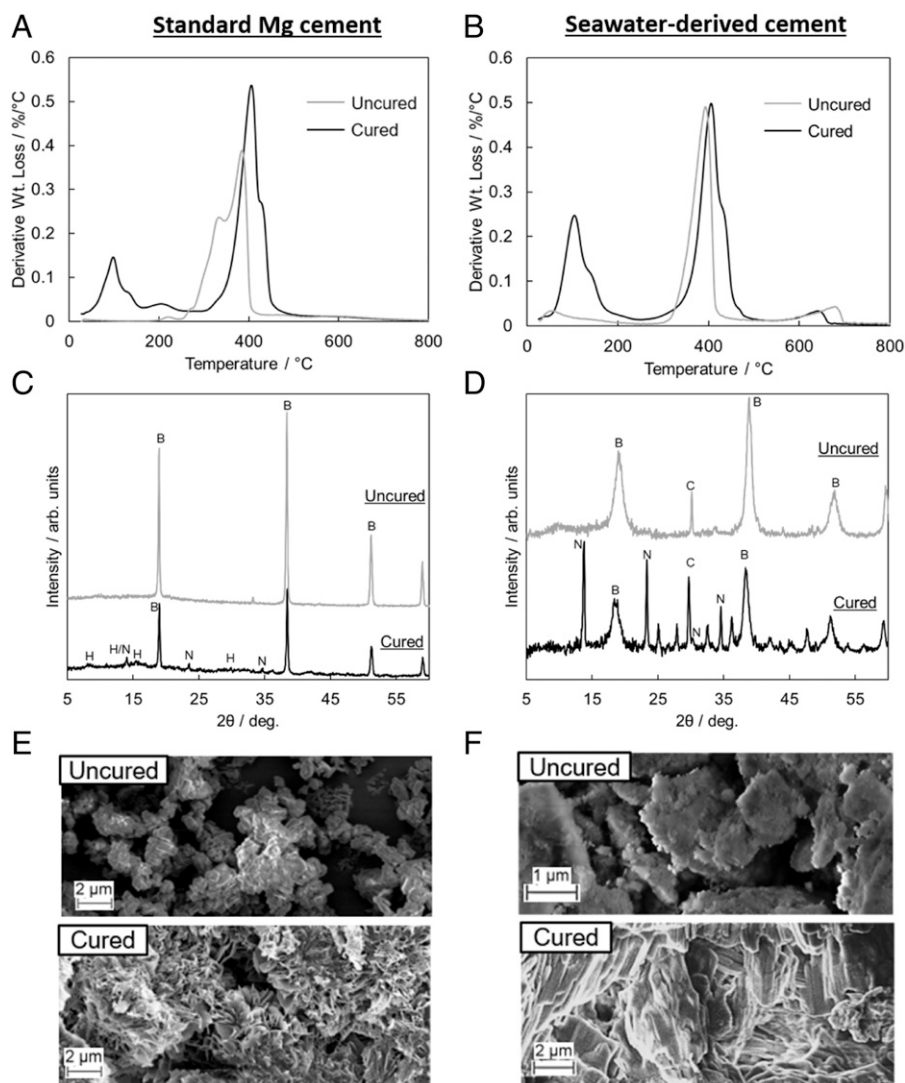 A
Standard Mg cement
0.6
0.5
0.4
0.3
0.2
0.1
0
Derivative Wt. Loss / %/°C
Uncured
Cured
0
200
400
600
800
Temperature / °C
B
Seawater-derived cement
0.6
0.5
0.4
0.3
0.2
0.1
0
Derivative Wt. Loss / %/°C
Uncured
Cured
0
200
400
600
800
Temperature / °C
C
Intensity / arb. units
B
B
Uncured
B
B
H
H/N
H
N
H
N
Cured
5
15
25
35
45
55
2θ / deg.
D
Intensity / arb. units
B
C
B
Uncured
B
N
B
N
C
N
N
B
Cured
5
15
25
35
45
55
2θ / deg.
E
Uncured
2 µm
Cured
2 µm
F
Uncured
1 µm
Cured
2 µm